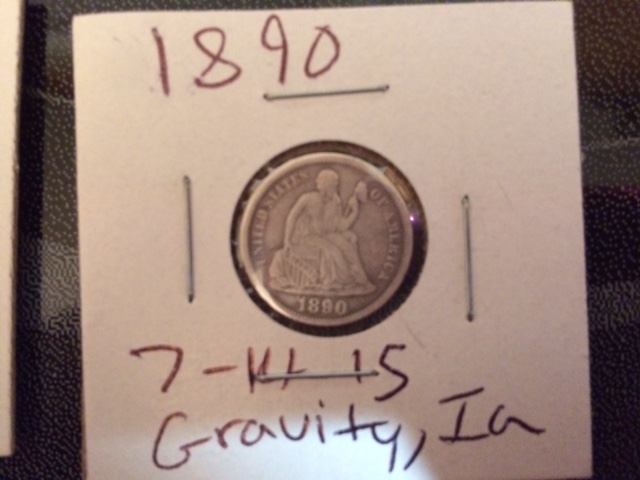 1890
UNITED STATES OF AMERICA
1890
7- 15
Gravity, Ia